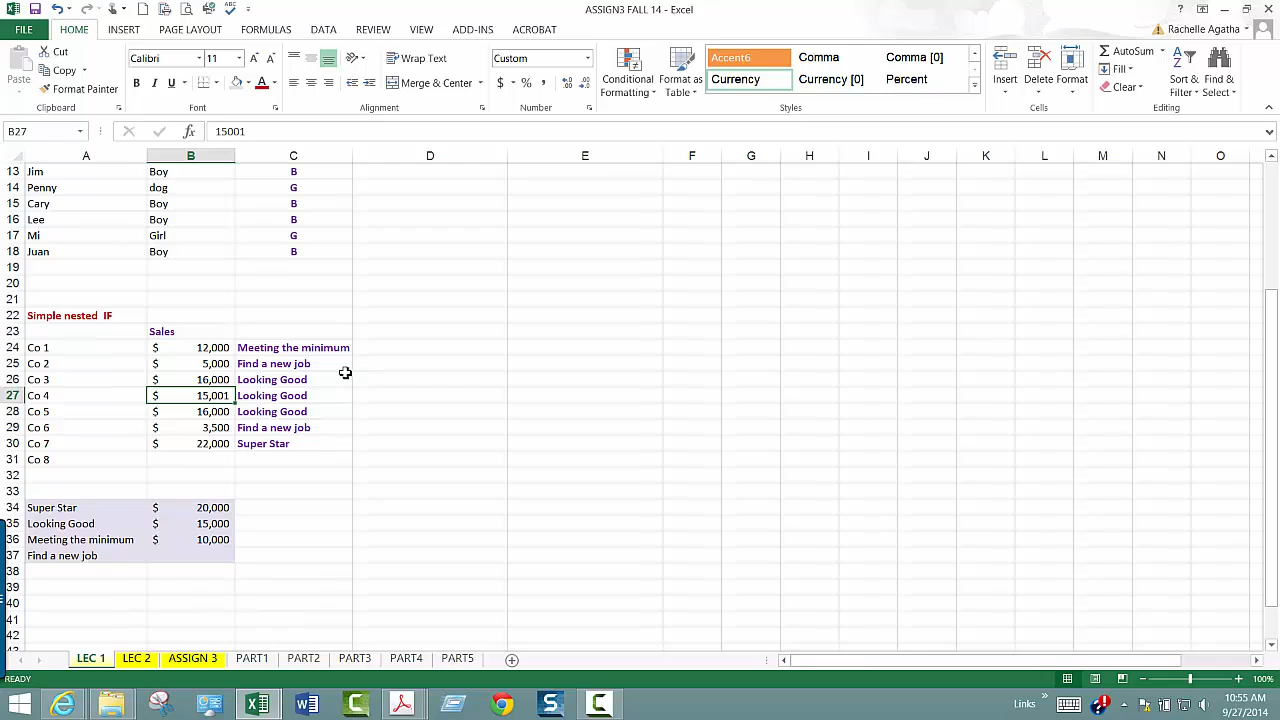 ASSIGN3 FALL 14 - Excel
FILE HOME INSERT PAGE LAYOUT FORMULAS DATA REVIEW VIEW ADD-INS ACROBAT Rachelle Agatha
Paste Cut Copy Format Painter
Calibri 11
B I U
Wrap Text
Merge & Center
Custom
$ % ,
Conditional Formatting
Format as Table
Accent6 Comma Comma [0]
Currency Currency [0] Percent
Insert Delete Format
AutoSum Fill Clear
Sort & Filter
Find & Select
Clipboard Font Alignment Number Styles Cells Editing
B27 fx 15001
A B C D E F G H I J K L M N O
13 Jim Boy B
14 Penny dog G
15 Cary Boy B
16 Lee Boy B
17 Mi Girl G
18 Juan Boy B
19
20
21
22 Simple nested IF
23 Sales
24 Co 1 $ 12,000 Meeting the minimum
25 Co 2 $ 5,000 Find a new job
26 Co 3 $ 16,000 Looking Good
27 Co 4 $ 15,001 Looking Good
28 Co 5 $ 16,000 Looking Good
29 Co 6 $ 3,500 Find a new job
30 Co 7 $ 22,000 Super Star
31 Co 8
32
33
34 Super Star $ 20,000
35 Looking Good $ 15,000
36 Meeting the minimum $ 10,000
37 Find a new job
38
39
40
41
42
LEC 1 LEC 2 ASSIGN 3 PART1 PART2 PART3 PART4 PART5
READY 100%
Links 10:55 AM
9/27/2014